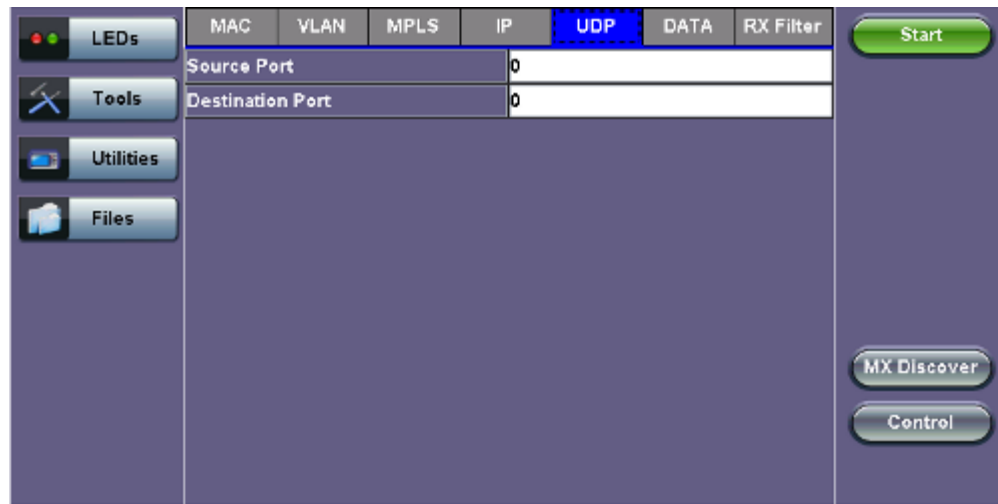 LEDs
Tools
Utilities
Files
MAC VLAN MPLS IP UDP DATA RX Filter
Source Port 0
Destination Port 0
Start
MX Discover
Control